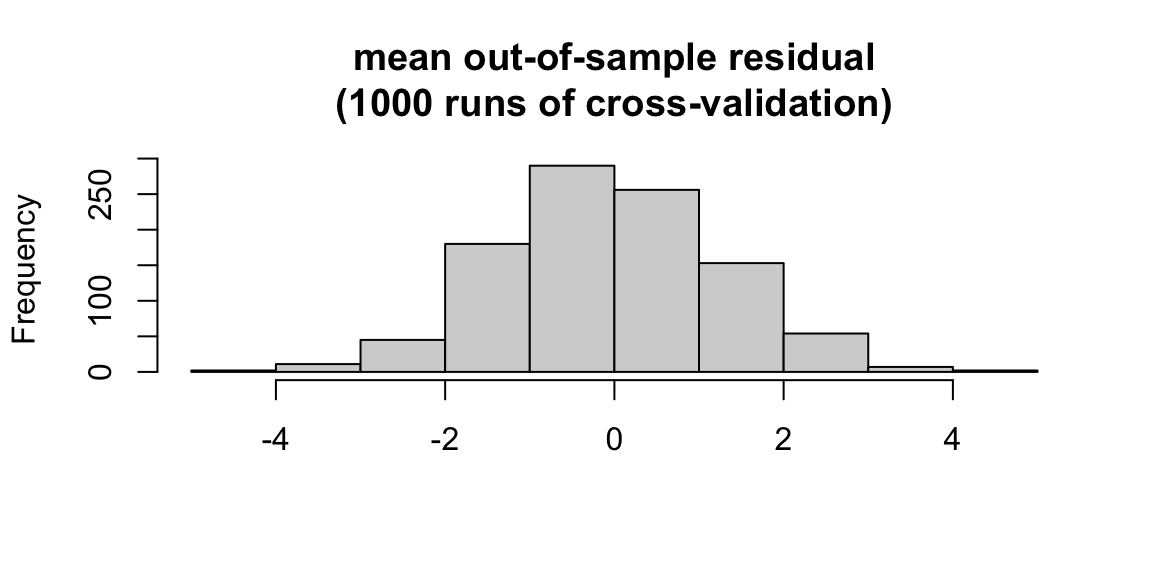 mean out-of-sample residual
(1000 runs of cross-validation)
Frequency
250
100
0
-4 -2 0 2 4